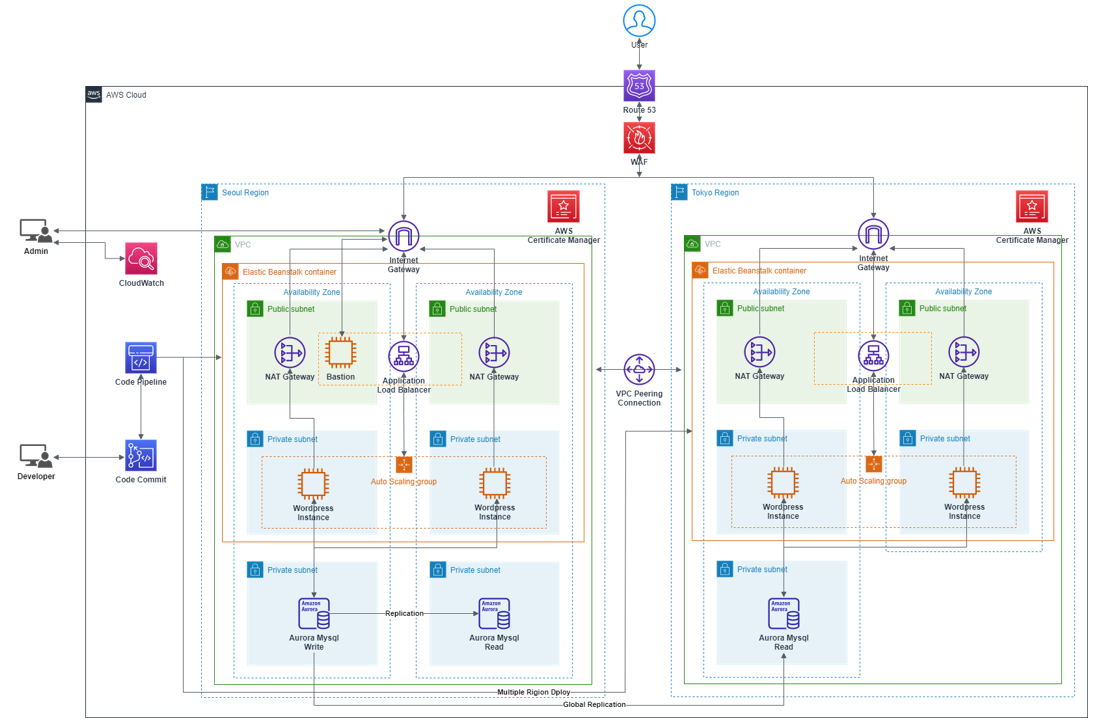 User
aws
AWS Cloud
53
Route 53
WAF
Seoul Region
Tokyo Region
AWS
Certificate Manager
AWS
Certificate Manager
Admin
CloudWatch
VPC
VPC
Internet
Gateway
Internet
Gateway
Elastic Beanstalk container
Elastic Beanstalk container
Availability Zone
Availability Zone
Availability Zone
Availability Zone
Public subnet
Public subnet
Public subnet
Public subnet
NAT Gateway
Bastion
Application
Load Balancer
NAT Gateway
NAT Gateway
Application
Load Balancer
NAT Gateway
Code Pipeline
VPC Peering
Connection
Private subnet
Private subnet
Private subnet
Private subnet
Developer
Code Commit
Auto Scaling group
Auto Scaling group
Wordpress
Instance
Wordpress
Instance
Wordpress
Instance
Wordpress
Instance
Private subnet
Private subnet
Private subnet
Amazon
Aurora
Aurora Mysql
Write
Replication
Amazon
Aurora
Aurora Mysql
Read
Amazon
Aurora
Aurora Mysql
Read
Multiple Rigion Dploy
Global Replication